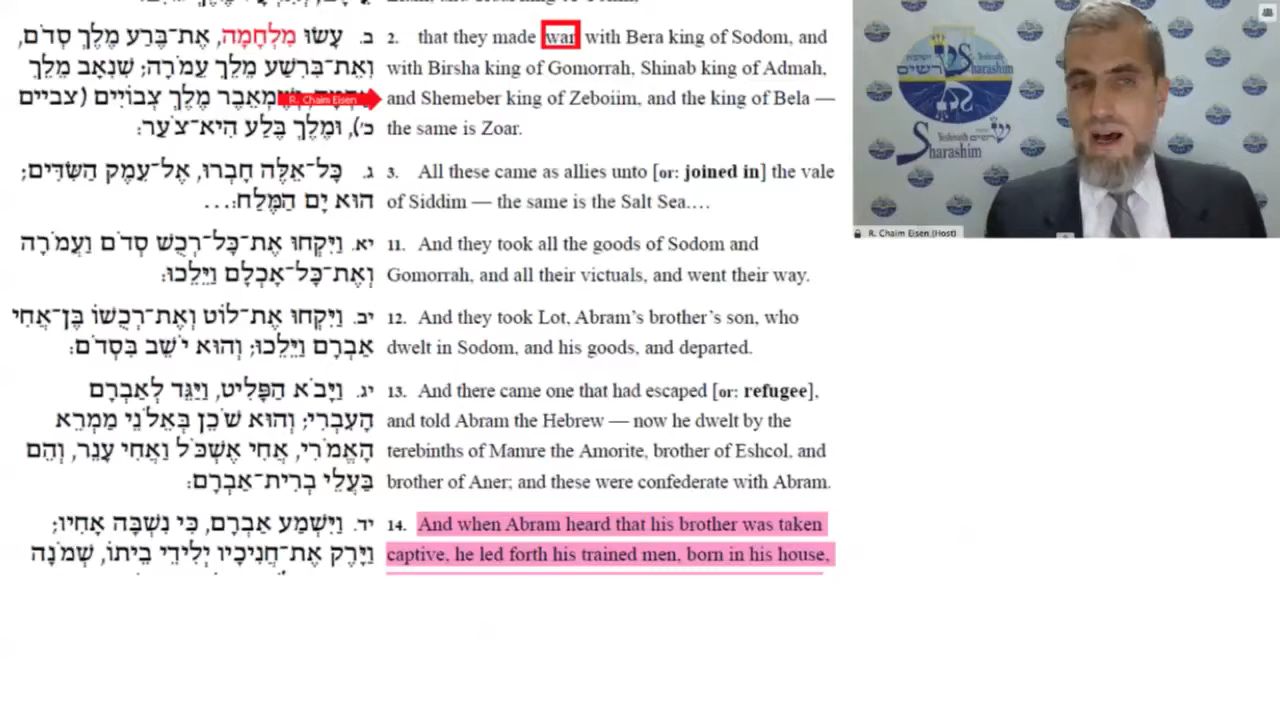 ב. עָשׂוּ מִלְחָמָה, אֶת־בֶּרַע מֶלֶךְ סְדֹם,
וְאֶת־בִּרְשַׁע מֶלֶךְ עֲמֹרָה; שִׁנְאָב מֶלֶךְ
מֶלֶךְ צְבוֹיִים (צביים
כ׳), וּמֶלֶךְ בֶּלַע הִיא־צֹעַר:
2. that they made war with Bera king of Sodom, and
with Birsha king of Gomorrah, Shinab king of Admah,
R. Chaim Eisen
and Shemeber king of Zeboiim, and the king of Bela —
the same is Zoar.
ג. כָּל־אֵלֶּה חָבְרוּ, אֶל־עֵמֶק הַשִּׂדִּים;
הוּא יָם הַמֶּלַח:…
3. All these came as allies unto [or: joined in] the vale
of Siddim — the same is the Salt Sea.…
יא. וַיִּקְחוּ אֶת־כָּל־רְכֻשׁ סְדֹם וַעֲמֹרָה
וְאֶת־כָּל־אָכְלָם וַיֵּלֵכוּ:
11. And they took all the goods of Sodom and
Gomorrah, and all their victuals, and went their way.
יב. וַיִּקְחוּ אֶת־לוֹט וְאֶת־רְכֻשׁוֹ בֶּן־אֲחִי
אַבְרָם וַיֵּלֵכוּ; וְהוּא יֹשֵׁב בִּסְדֹם:
12. And they took Lot, Abram’s brother’s son, who
dwelt in Sodom, and his goods, and departed.
יג. וַיָּבֹא הַפָּלִיט, וַיַּגֵּד לְאַבְרָם
הָעִבְרִי; וְהוּא שֹׁכֵן בְּאֵלֹנֵי מַמְרֵא
הָאֱמֹרִי, אֲחִי אֶשְׁכֹּל וַאֲחִי עָנֵר, וְהֵם
בַּעֲלֵי בְרִית־אַבְרָם:
13. And there came one that had escaped [or: refugee],
and told Abram the Hebrew — now he dwelt by the
terebinths of Mamre the Amorite, brother of Eshcol, and
brother of Aner; and these were confederate with Abram.
יד. וַיִּשְׁמַע אַבְרָם, כִּי נִשְׁבָּה אָחִיו;
וַיָּרֶק אֶת־חֲנִיכָיו יְלִידֵי בֵיתוֹ, שְׁמֹנָה
14. And when Abram heard that his brother was taken
captive, he led forth his trained men, born in his house,
Yeshivath
Sharashim
R. Chaim Eisen (Host)